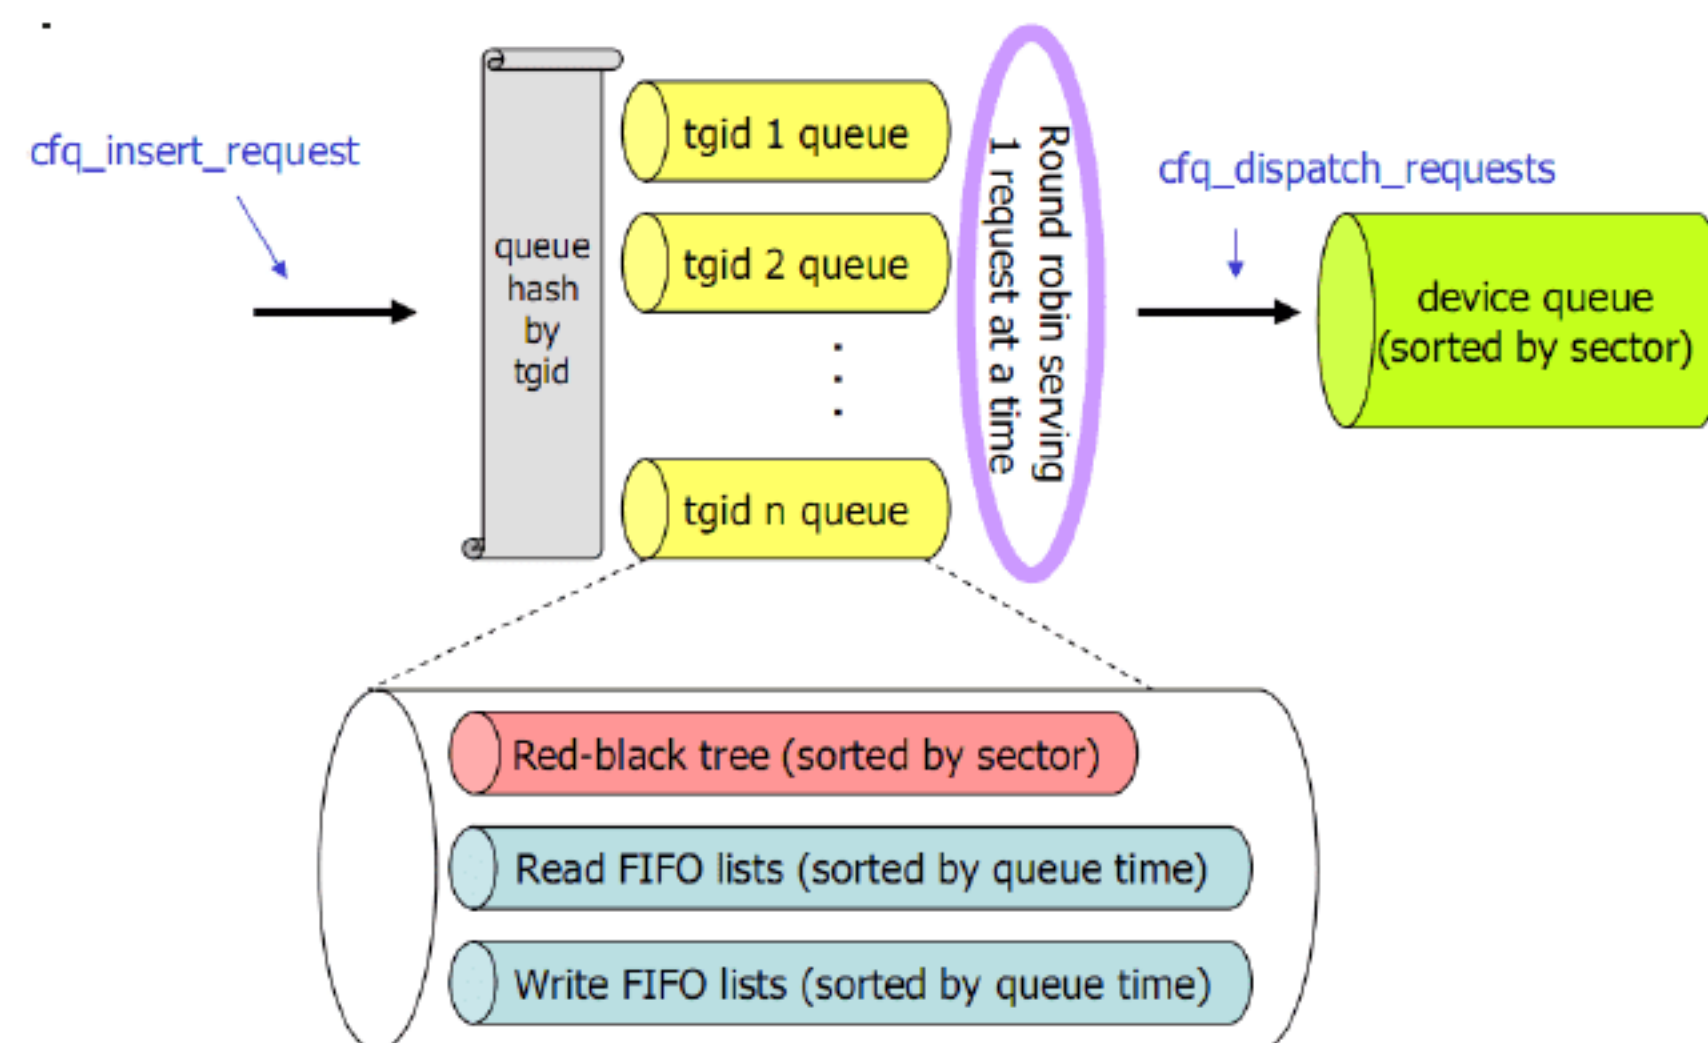 cfq_insert_request
queue
hash
by
tgid
tgid 1 queue
tgid 2 queue
tgid n queue
Round robin serving
1 request at a time
cfq_dispatch_requests
device queue
(sorted by sector)
Red-black tree (sorted by sector)
Read FIFO lists (sorted by queue time)
Write FIFO lists (sorted by queue time)